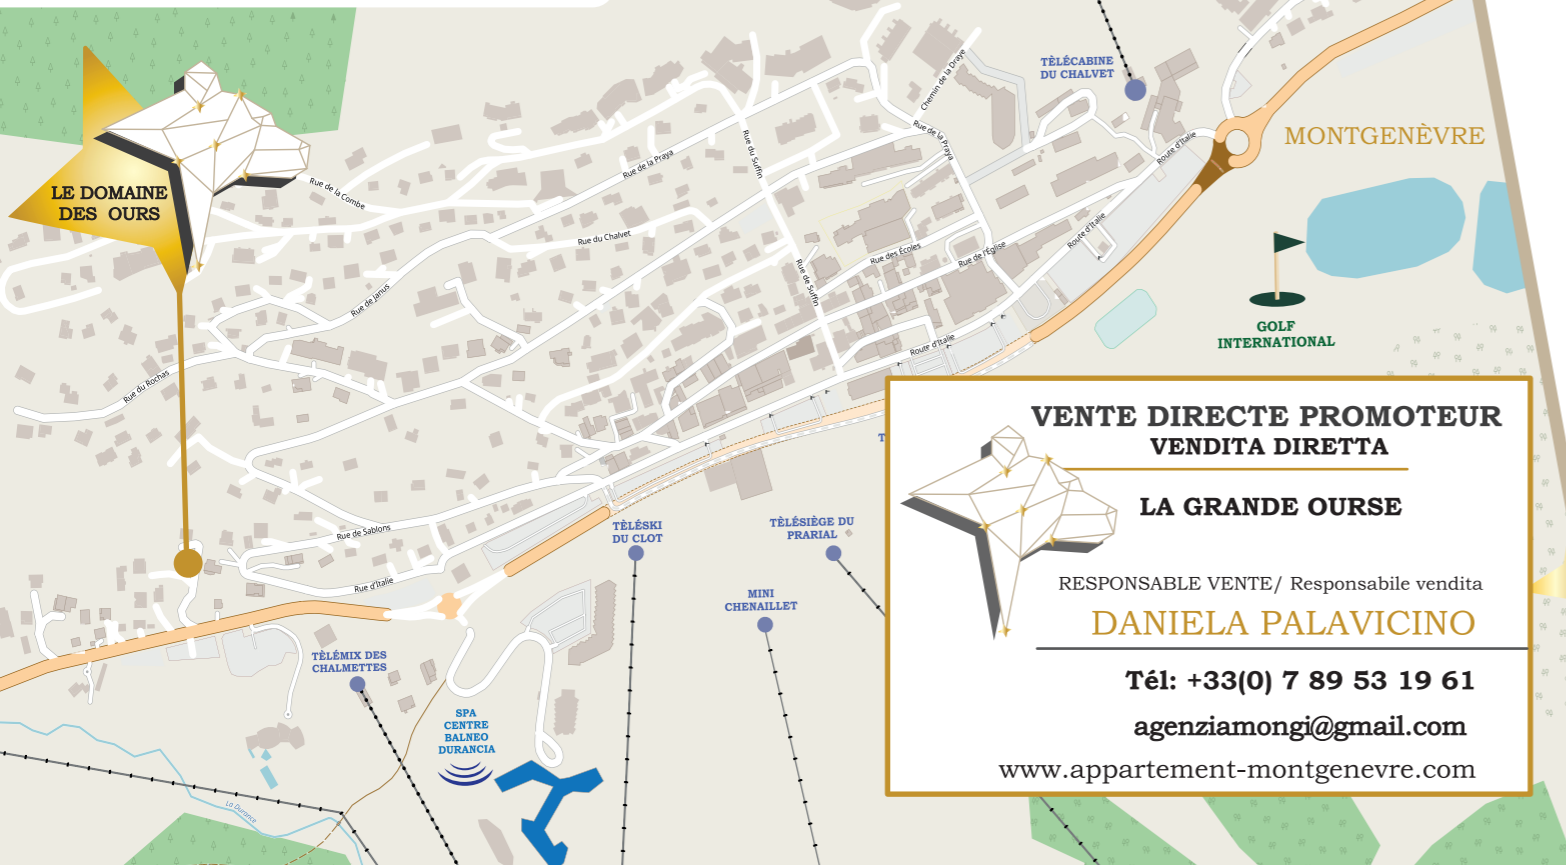 TÈLÉCABINE
DU CHALVET
MONTGENÈVRE
LE DOMAINE
DES OURS
Rue de la Combe
Rue de la Praya
Rue du Suffin
Chemin de la Draye
Rue de la Praya
Route d'Italie
Rue du Chalvet
Rue de Suffin
Rue des Écoles
Rue de l'Église
Route d'Italie
GOLF
INTERNATIONAL
Rue de Janus
Route d'Italie
Rue du Rochas
T
VENTE DIRECTE PROMOTEUR
VENDITA DIRETTA
LA GRANDE OURSE
RESPONSABLE VENTE/ Responsabile vendita
DANIELA PALAVICINO
Tél: +33(0) 7 89 53 19 61
agenziamongi@gmail.com
www.appartement-montgenevre.com
Rue de Sablons
Rue d'Italie
TÈLÉSKI
DU CLOT
TÈLÉSIÈGE DU
PRARIAL
MINI
CHENAILLET
TÈLÉMIX DES
CHALMETTES
SPA
CENTRE
BALNEO
DURANCIA
La Durance